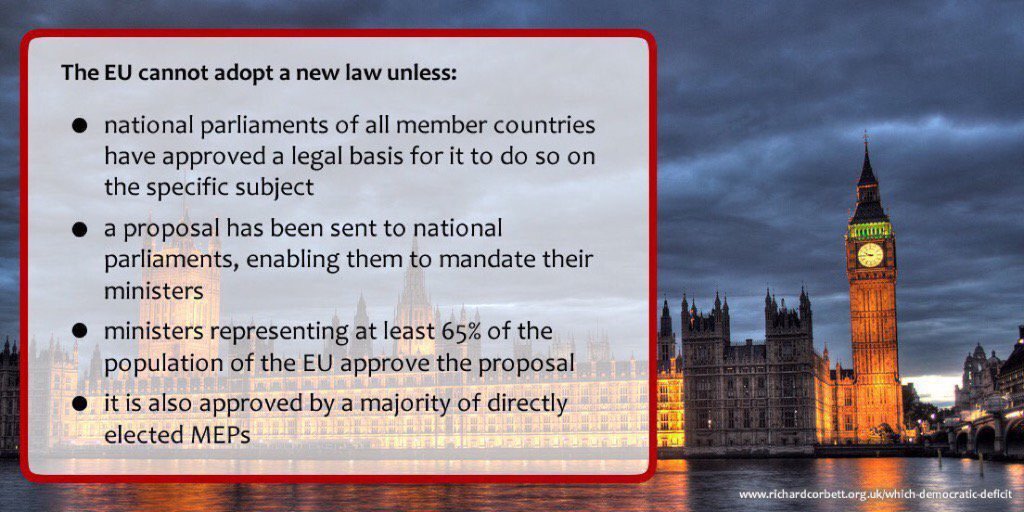 The EU cannot adopt a new law unless:
● national parliaments of all member countries
have approved a legal basis for it to do so on
the specific subject
● a proposal has been sent to national
parliaments, enabling them to mandate their
ministers
● ministers representing at least 65% of the
population of the EU approve the proposal
● it is also approved by a majority of directly
elected MEPs
www.richardcorbett.org.uk/which-democratic-deficit